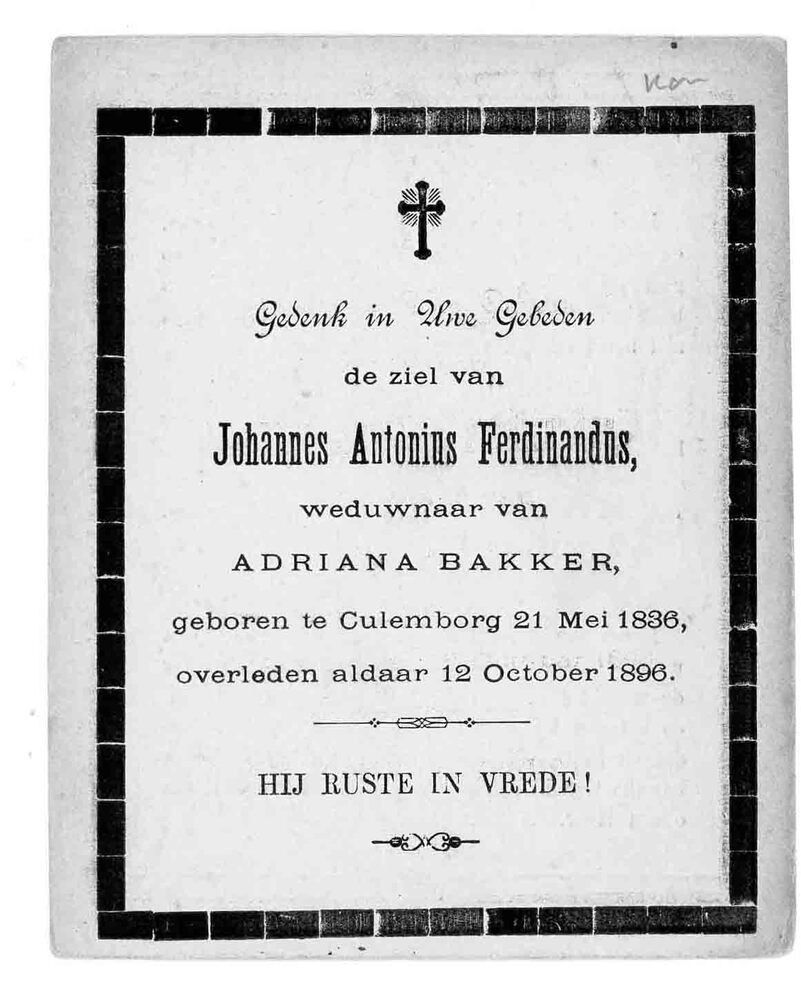 Gedenk in Uwe Gebeden
de ziel van
Johannes Antonius Ferdinandus,
weduwnaar van
ADRIANA BAKKER,
geboren te Culemborg 21 Mei 1836,
overleden aldaar 12 October 1896.
HIJ RUSTE IN VREDE!